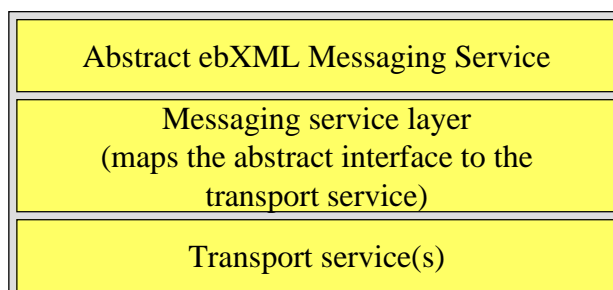 Abstract ebXML Messaging Service
Messaging service layer
(maps the abstract interface to the
transport service)
Transport service(s)